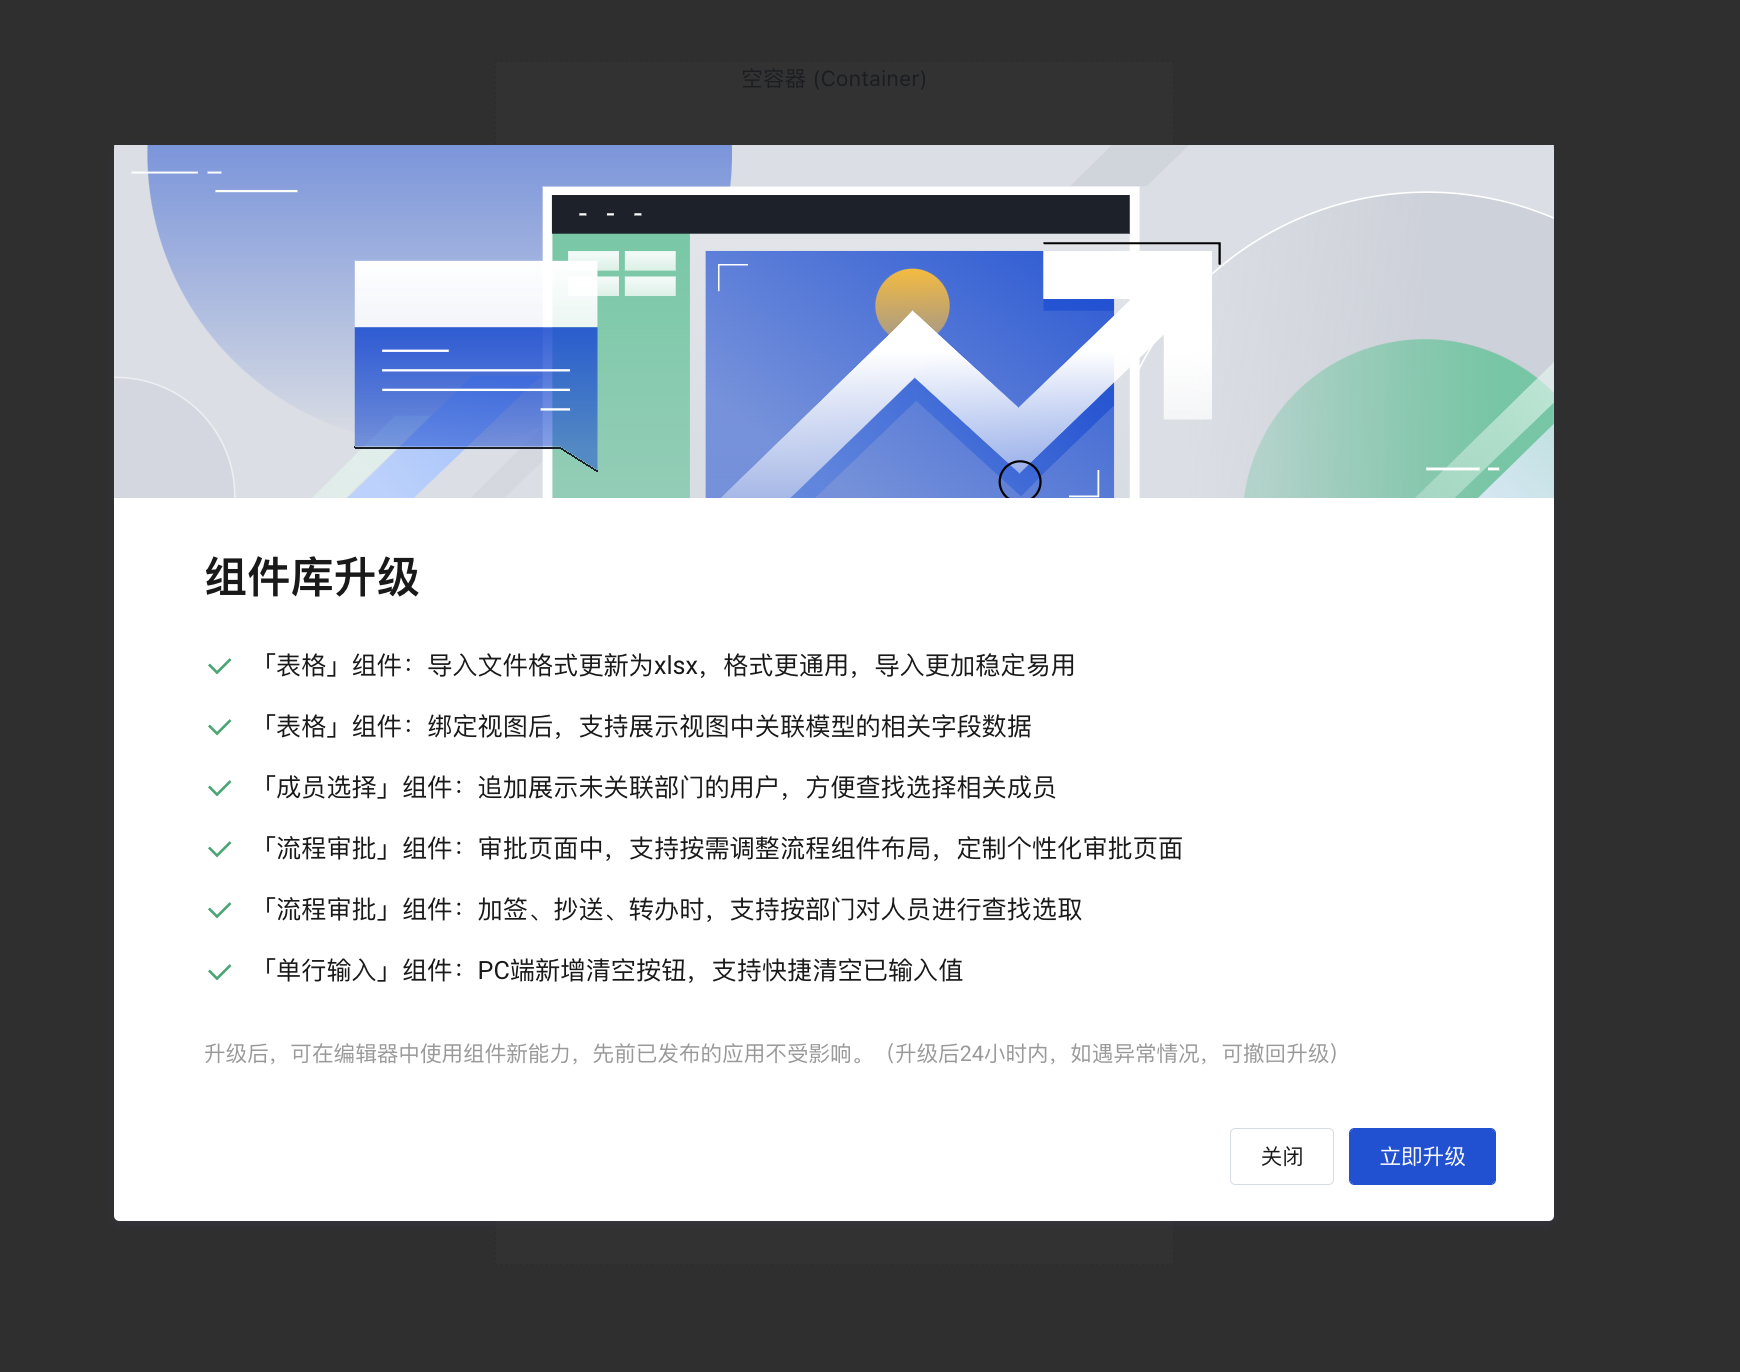 空容器 (Container)
组件库升级
「表格」组件：导入文件格式更新为xlsx，格式更通用，导入更加稳定易用
「表格」组件：绑定视图后，支持展示视图中关联模型的相关字段数据
「成员选择」组件：追加展示未关联部门的用户，方便查找选择相关成员
「流程审批」组件：审批页面中，支持按需调整流程组件布局，定制个性化审批页面
「流程审批」组件：加签、抄送、转办时，支持按部门对人员进行查找选取
「单行输入」组件：PC端新增清空按钮，支持快捷清空已输入值
升级后，可在编辑器中使用组件新能力，先前已发布的应用不受影响。（升级后24小时内，如遇异常情况，可撤回升级）
关闭
立即升级